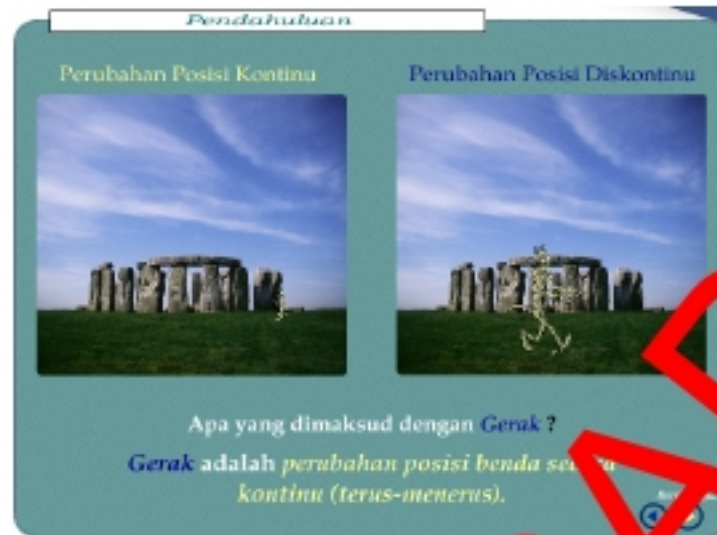 Pendahuluan
Perubahan Posisi Kontinu
Perubahan Posisi Diskontinu
Apa yang dimaksud dengan Gerak ?
Gerak adalah perubahan posisi benda
kontinu (terus-menerus).